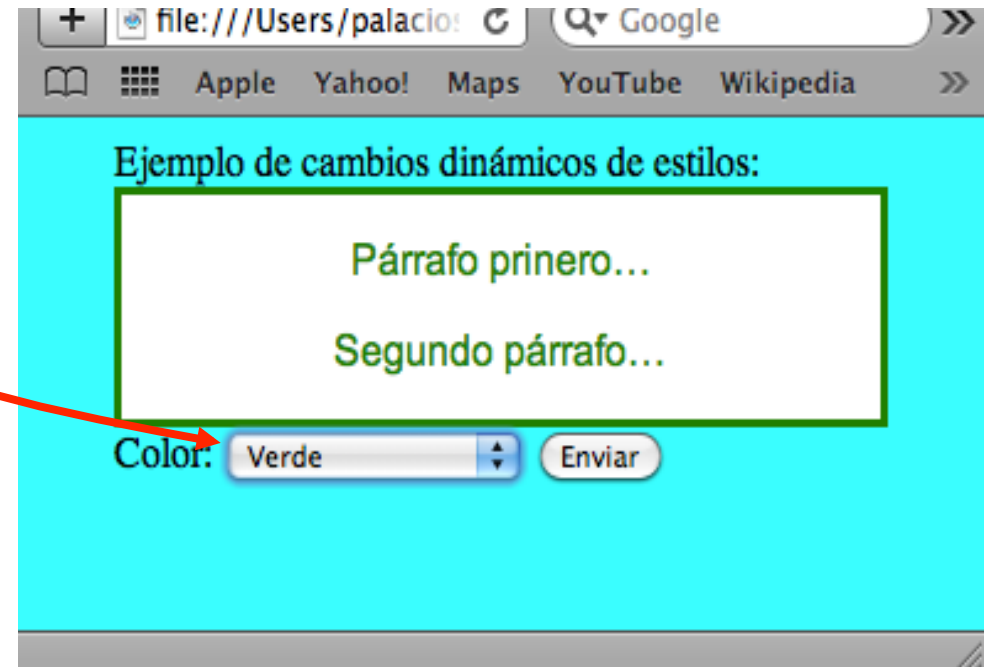 + file:///Users/palacios Google
Apple Yahoo! Maps YouTube Wikipedia
Ejemplo de cambios dinámicos de estilos:
Párrafo prinero...
Segundo párrafo...
Color: Verde Enviar